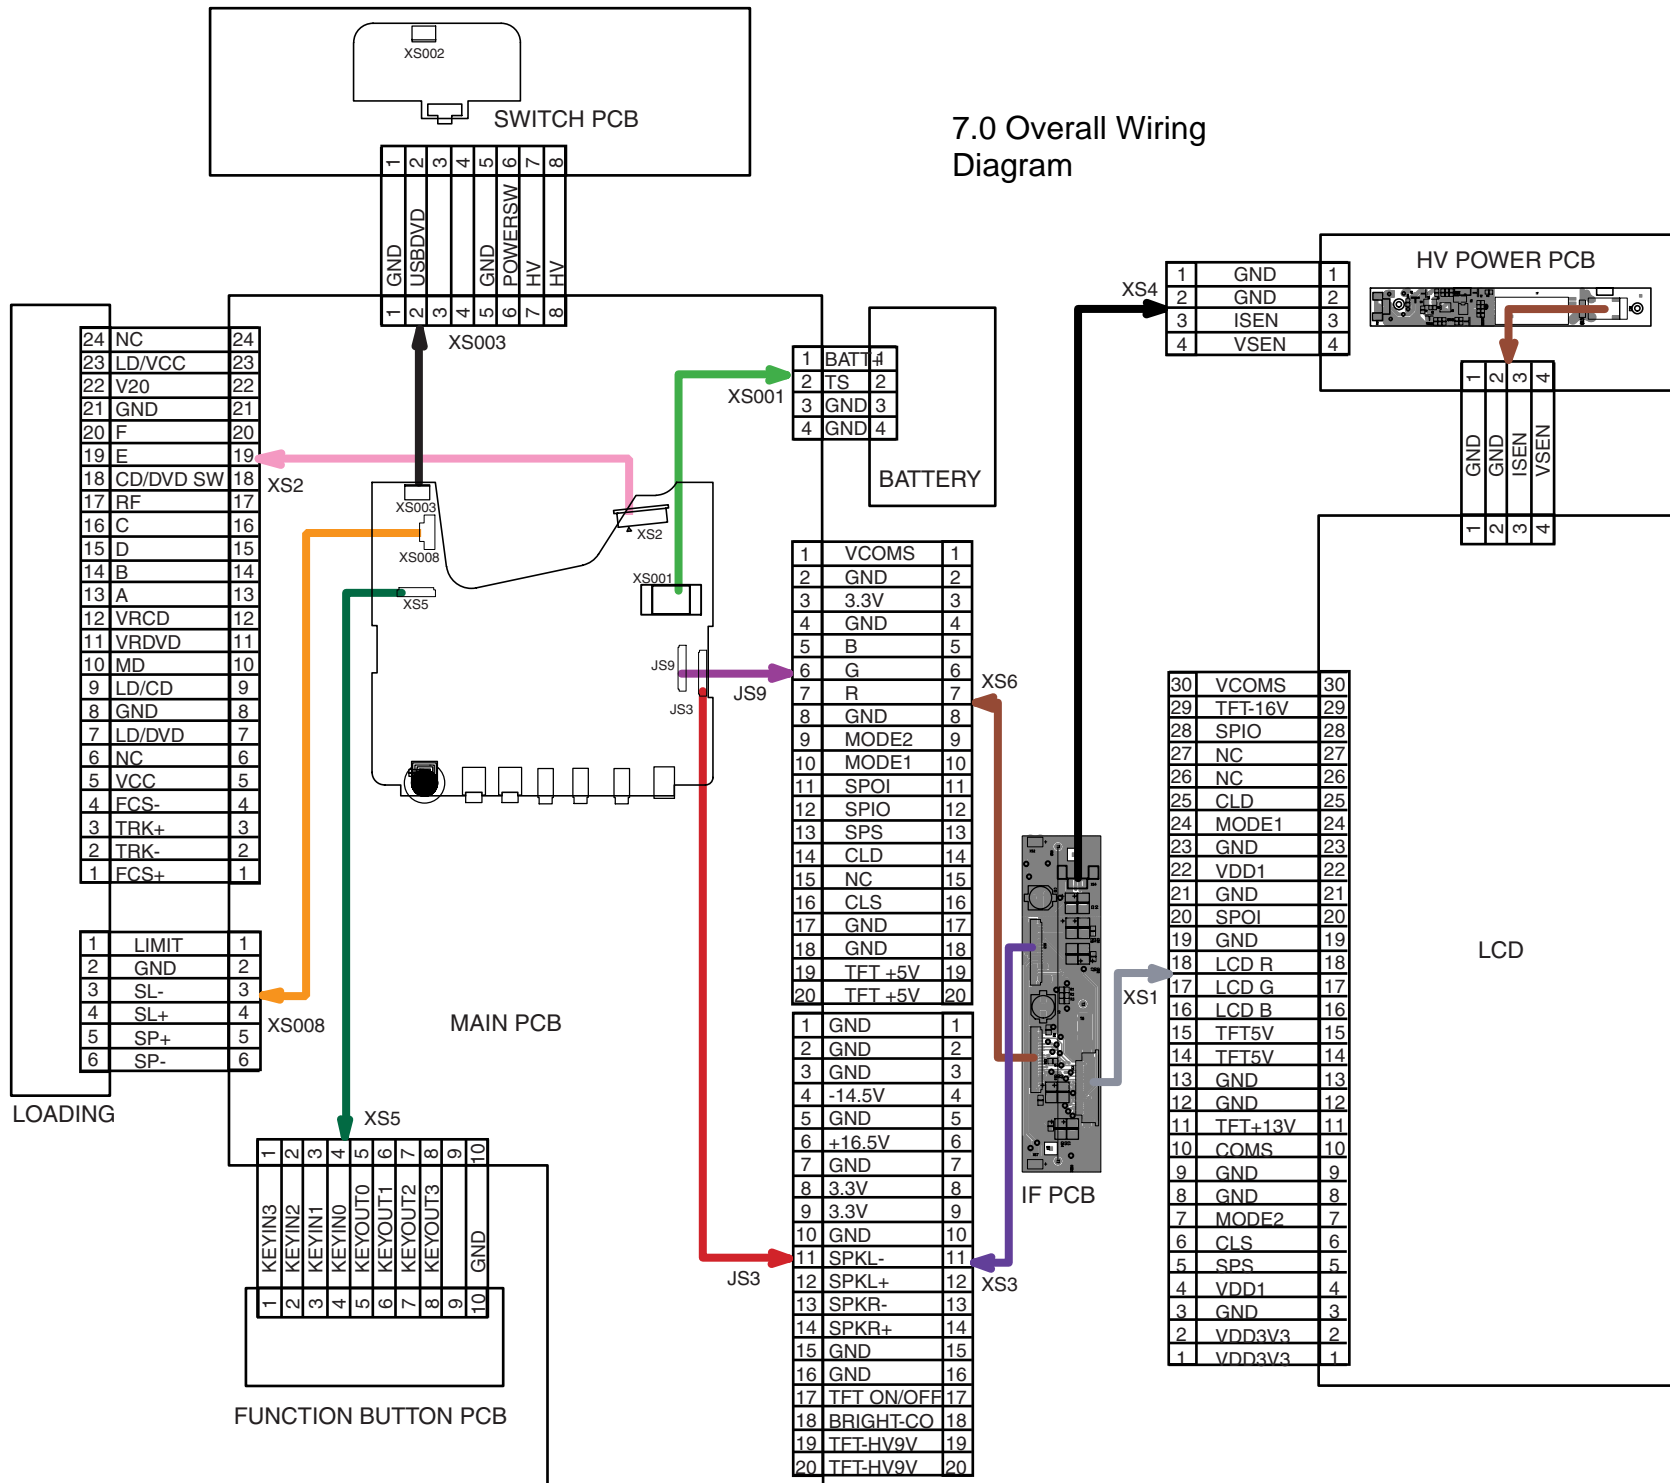 XS002
SWITCH PCB
7.0 Overall Wiring
Diagram
1 2 3 4 5 6 7 8
GND
USBDVD
GND
POWERSW
HV
HV
1 2 3 4 5 6 7 8
XS003
24 NC 24
23 LD/VCC 23
22 V20 22
21 GND 21
20 F 20
19 E 19
18 CD/DVD SW 18
17 RF 17
16 C 16
15 D 15
14 B 14
13 A 13
12 VRCD 12
11 VRDVD 11
10 MD 10
9 LD/CD 9
8 GND 8
7 LD/DVD 7
6 NC 6
5 VCC 5
4 FCS- 4
3 TRK+ 3
2 TRK- 2
1 FCS+ 1
XS2
1 LIMIT 1
2 GND 2
3 SL- 3
4 SL+ 4
5 SP+ 5
6 SP- 6
XS008
LOADING
XS003
XS008
XS5
XS2
XS001
JS9
JS3
MAIN PCB
XS5
1 2 3 4 5 6 7 8 9 10
KEYIN3
KEYIN2
KEYIN1
KEYIN0
KEYOUT0
KEYOUT1
KEYOUT2
KEYOUT3
GND
1 2 3 4 5 6 7 8 9 10
FUNCTION BUTTON PCB
XS001
1 BATT+ 1
2 TS 2
3 GND 3
4 GND 4
BATTERY
JS9
1 VCOMS 1
2 GND 2
3 3.3V 3
4 GND 4
5 B 5
6 G 6
7 R 7
8 GND 8
9 MODE2 9
10 MODE1 10
11 SPOI 11
12 SPIO 12
13 SPS 13
14 CLD 14
15 NC 15
16 CLS 16
17 GND 17
18 GND 18
19 TFT +5V 19
20 TFT +5V 20
XS6
JS3
1 GND 1
2 GND 2
3 GND 3
4 -14.5V 4
5 GND 5
6 +16.5V 6
7 GND 7
8 3.3V 8
9 3.3V 9
10 GND 10
11 SPKL- 11
12 SPKL+ 12
13 SPKR- 13
14 SPKR+ 14
15 GND 15
16 GND 16
17 TFT ON/OFF 17
18 BRIGHT-CO 18
19 TFT-HV9V 19
20 TFT-HV9V 20
XS3
IF PCB
XS4
1 GND 1
2 GND 2
3 ISEN 3
4 VSEN 4
HV POWER PCB
1 2 3 4
GND
GND
ISEN
VSEN
1 2 3 4
XS1
30 VCOMS 30
29 TFT-16V 29
28 SPIO 28
27 NC 27
26 NC 26
25 CLD 25
24 MODE1 24
23 GND 23
22 VDD1 22
21 GND 21
20 SPOI 20
19 GND 19
18 LCD R 18
17 LCD G 17
16 LCD B 16
15 TFT5V 15
14 TFT5V 14
13 GND 13
12 GND 12
11 TFT+13V 11
10 COMS 10
9 GND 9
8 GND 8
7 MODE2 7
6 CLS 6
5 SPS 5
4 VDD1 4
3 GND 3
2 VDD3V3 2
1 VDD3V3 1
LCD